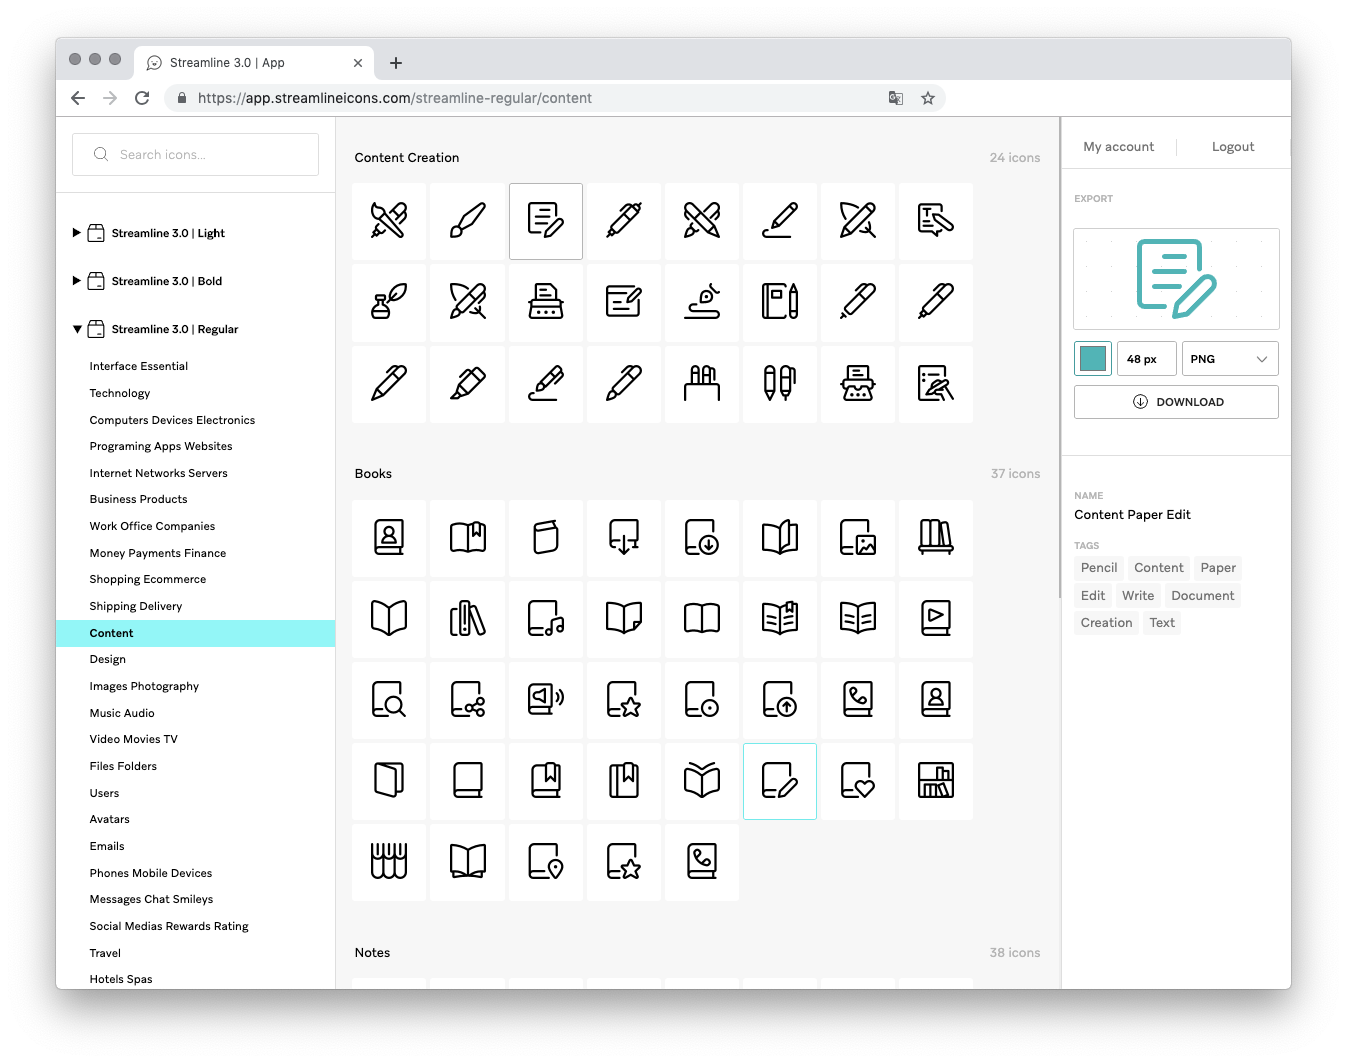 Streamline 3.0 | App
https://app.streamlineicons.com/streamline-regular/content
Search icons...
Streamline 3.0 | Light
Streamline 3.0 | Bold
Streamline 3.0 | Regular
Interface Essential
Technology
Computers Devices Electronics
Programing Apps Websites
Internet Networks Servers
Business Products
Work Office Companies
Money Payments Finance
Shopping Ecommerce
Shipping Delivery
Content
Design
Images Photography
Music Audio
Video Movies TV
Files Folders
Users
Avatars
Emails
Phones Mobile Devices
Messages Chat Smileys
Social Medias Rewards Rating
Travel
Hotels Spas
Content Creation
24 icons
Books
37 icons
Notes
38 icons
My account
Logout
EXPORT
48 px
PNG
DOWNLOAD
NAME
Content Paper Edit
TAGS
Pencil Content Paper
Edit Write Document
Creation Text